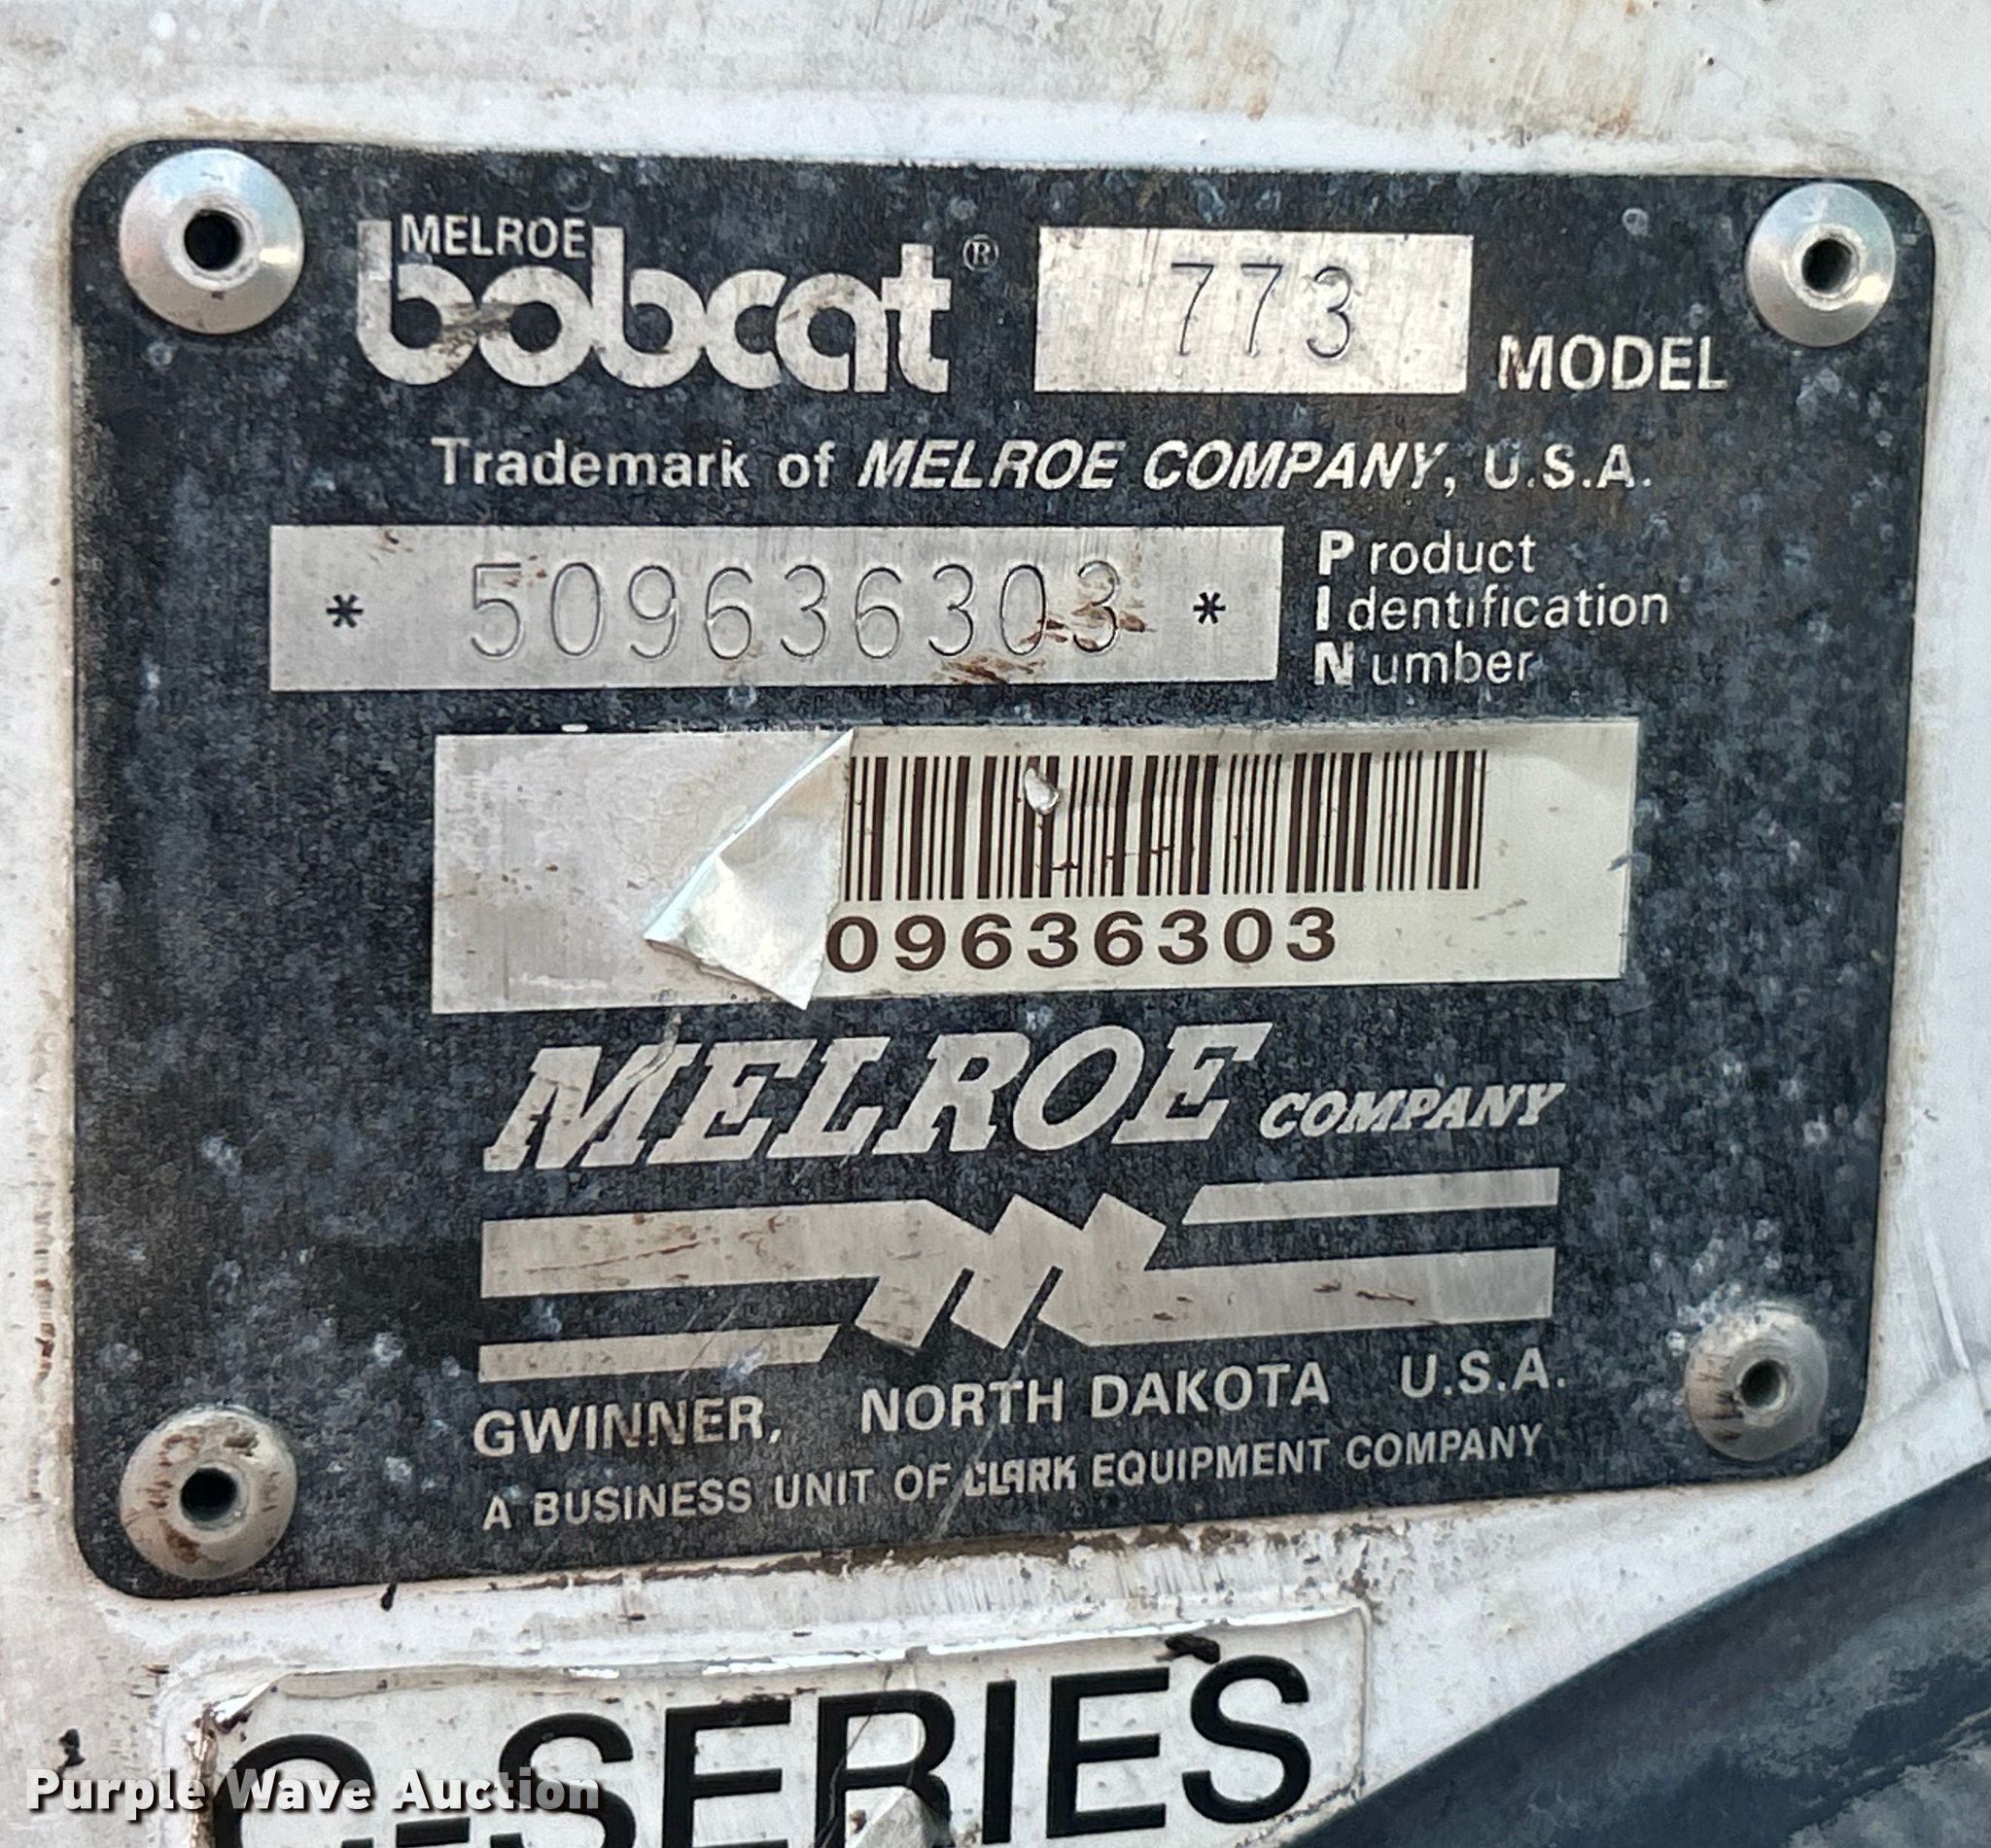 MELROE
bobcat® 773 MODEL
Trademark of MELROE COMPANY, U.S.A.
* 509636303 * Product
Identification
Number
09636303
MELROE COMPANY
GWINNER, NORTH DAKOTA U.S.A.
A BUSINESS UNIT OF CLARK EQUIPMENT COMPANY
C-SERIES
Purple Wave Auction